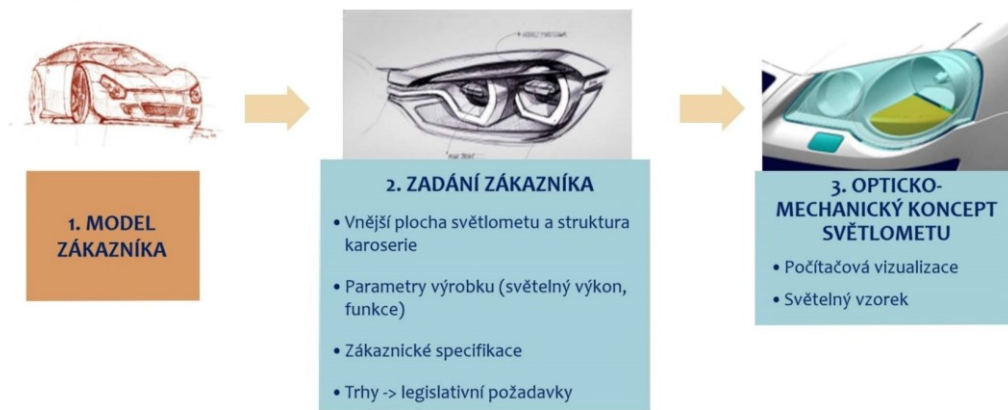 1. MODEL
ZÁKAZNÍKA
2. ZADÁNÍ ZÁKAZNÍKA
• Vnější plocha světlometu a struktura
karoserie
• Parametry výrobku (světelný výkon,
funkce)
• Zákaznické specifikace
• Trhy -> legislativní požadavky
3. OPTICKO-
MECHANICKÝ KONCEPT
SVĚTLOMETU
• Počítačová vizualizace
• Světelný vzorek